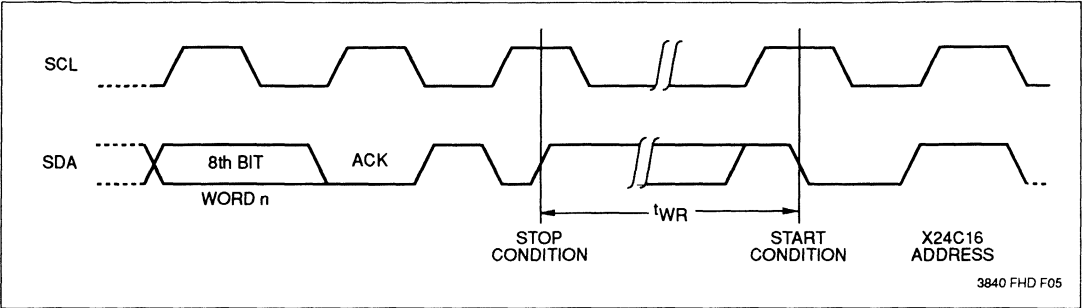 SCL
SDA
8th BIT
ACK
WORD n
tWR
STOP
CONDITION
START
CONDITION
X24C16
ADDRESS
3840 FHD F05